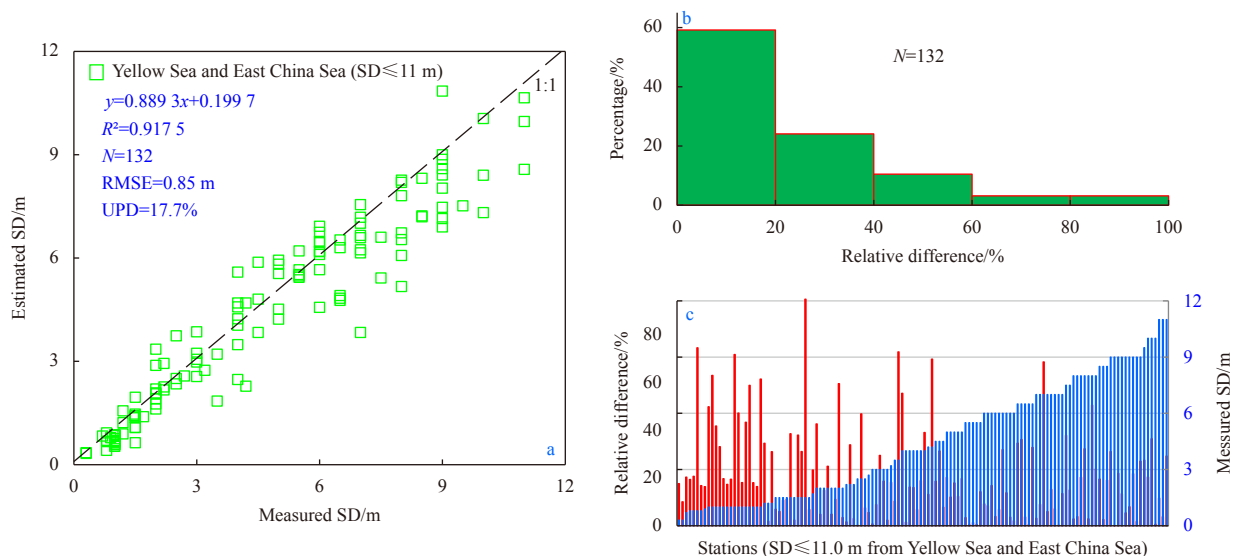 12
9
6
3
0
Estimated SD/m
Yellow Sea and East China Sea (SD≤11 m)
1:1
y=0.889 3x+0.199 7
R²=0.917 5
N=132
RMSE=0.85 m
UPD=17.7%
a
3
6
9
12
Measured SD/m
b
60
40
20
0
Percentage/%
N=132
0
20
40
60
80
100
Relative difference/%
c
80
60
40
20
0
Relative difference/%
12
9
6
3
0
Messured SD/m
Stations (SD≤11.0 m from Yellow Sea and East China Sea)